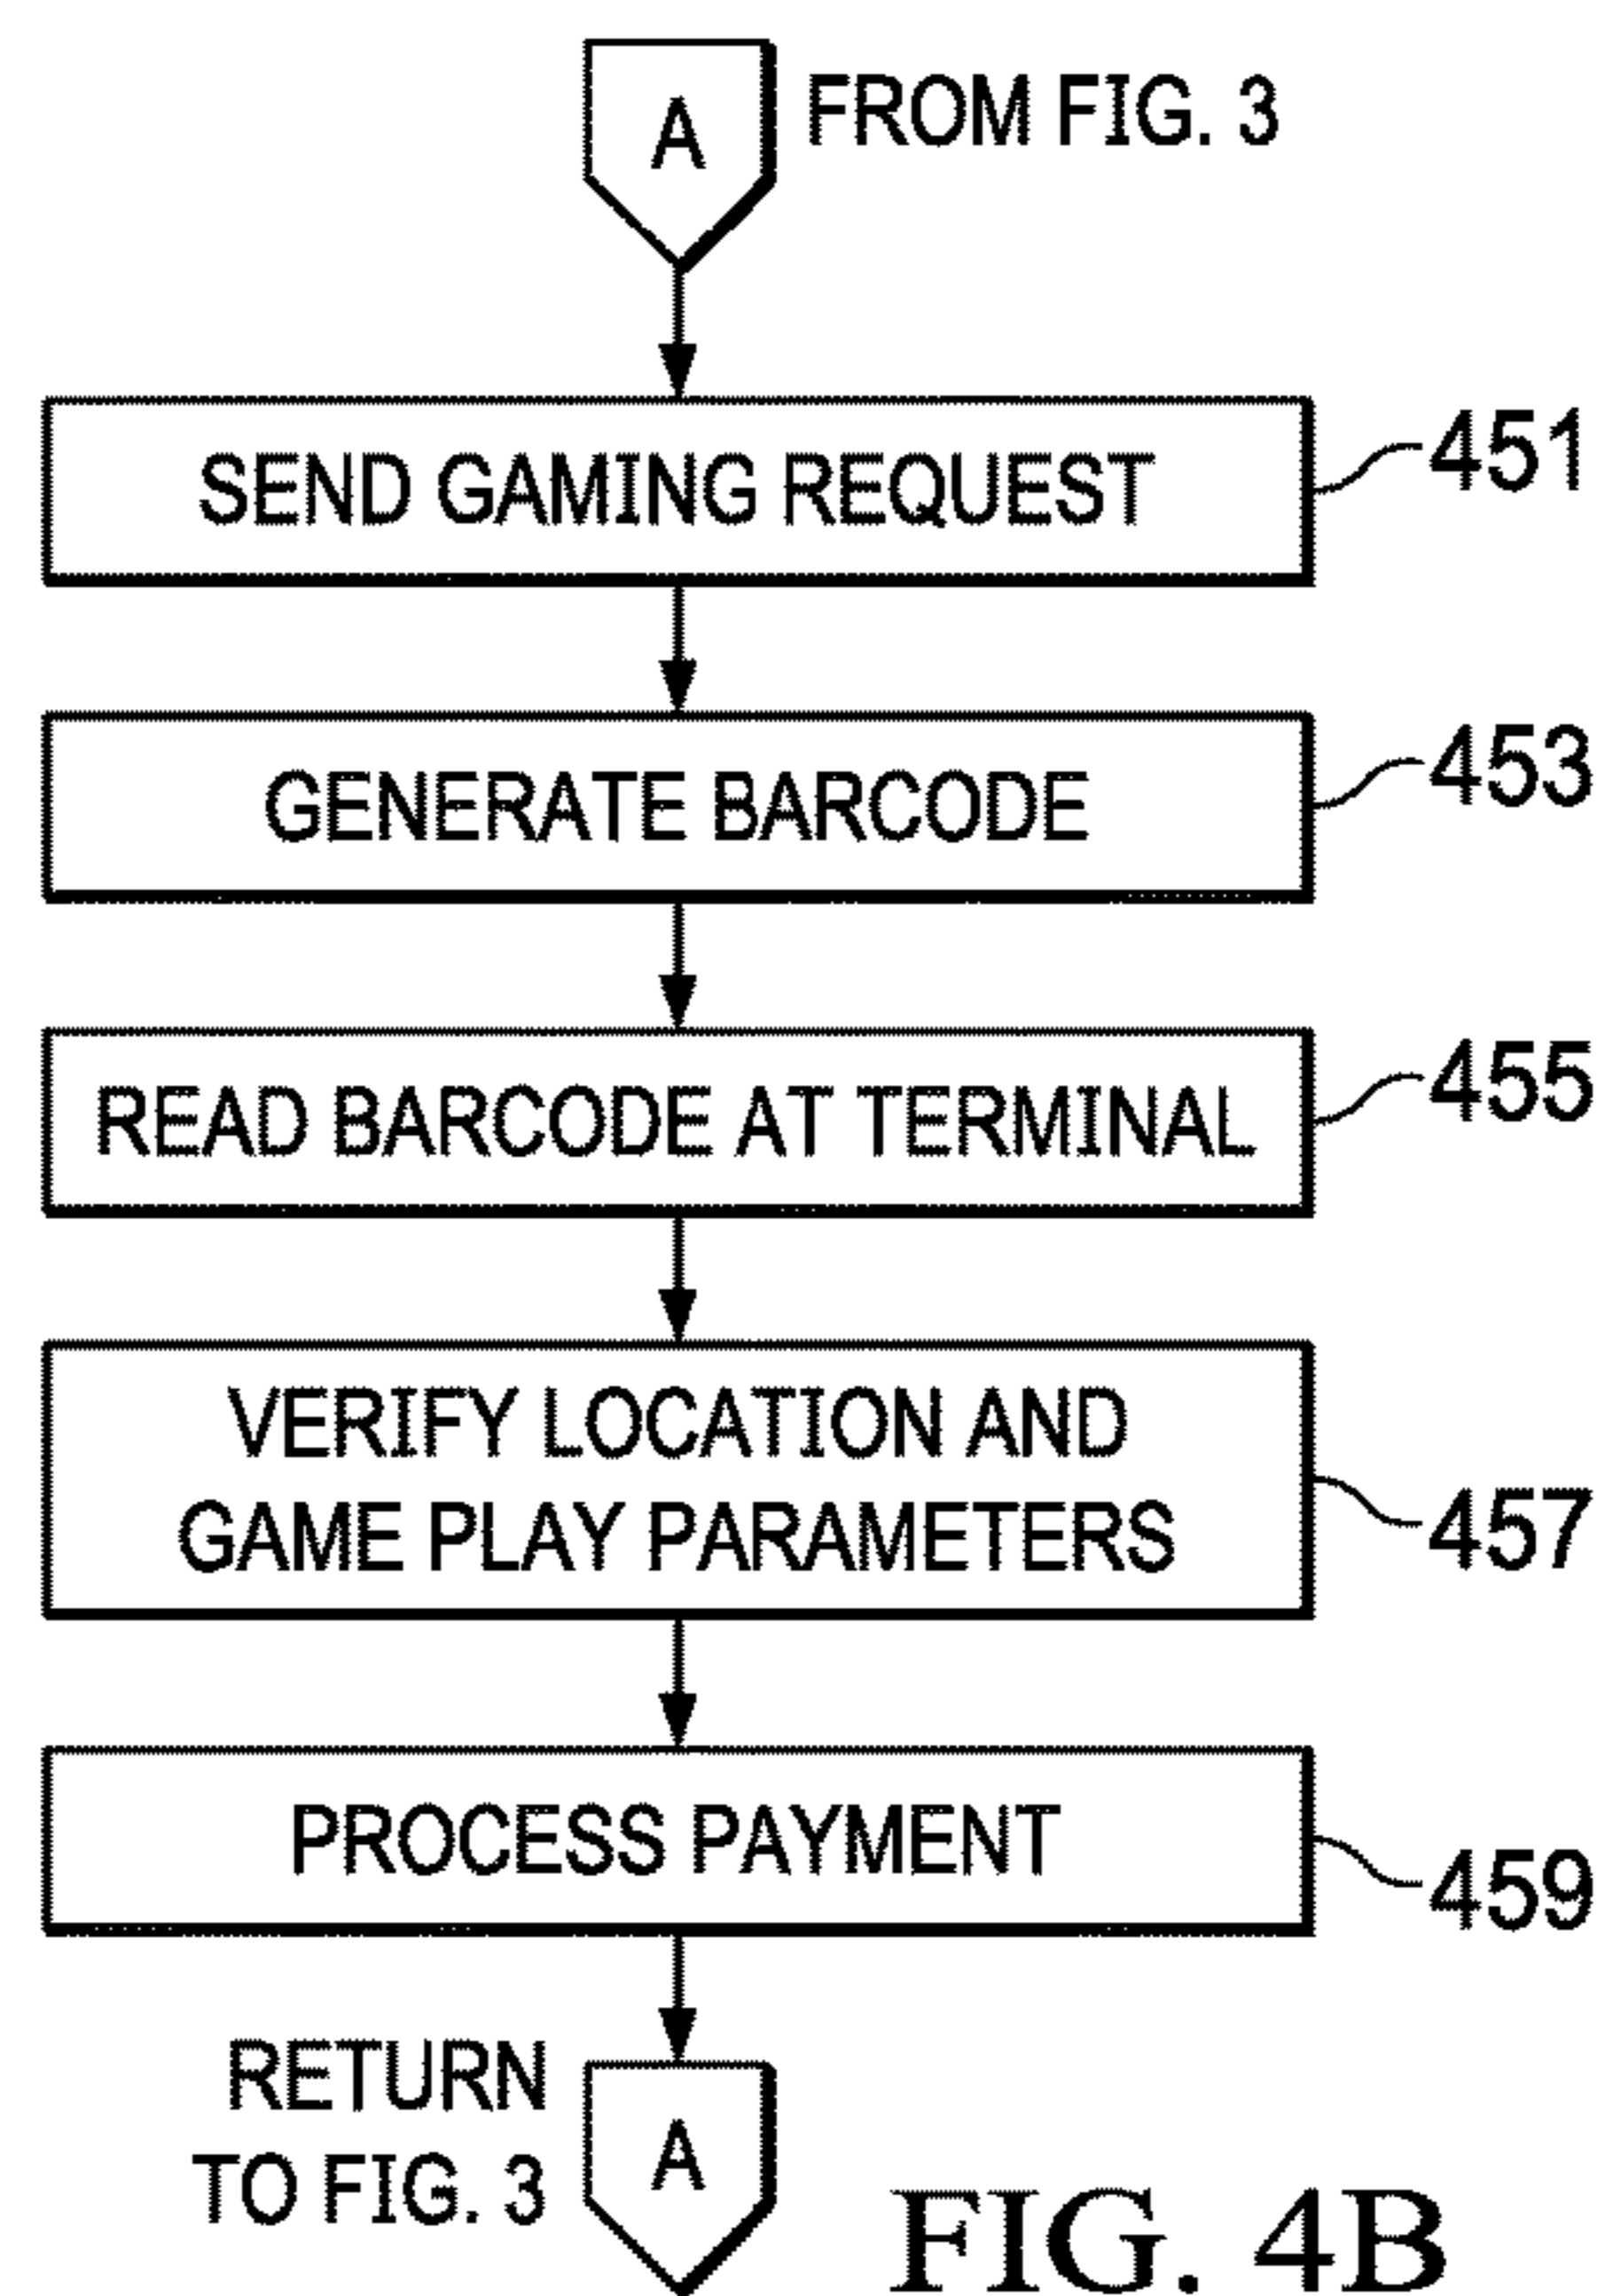 A FROM FIG. 3
SEND GAMING REQUEST 451
GENERATE BARCODE 453
READ BARCODE AT TERMINAL 455
VERIFY LOCATION AND
GAME PLAY PARAMETERS 457
PROCESS PAYMENT 459
RETURN
TO FIG. 3
A
FIG. 4B